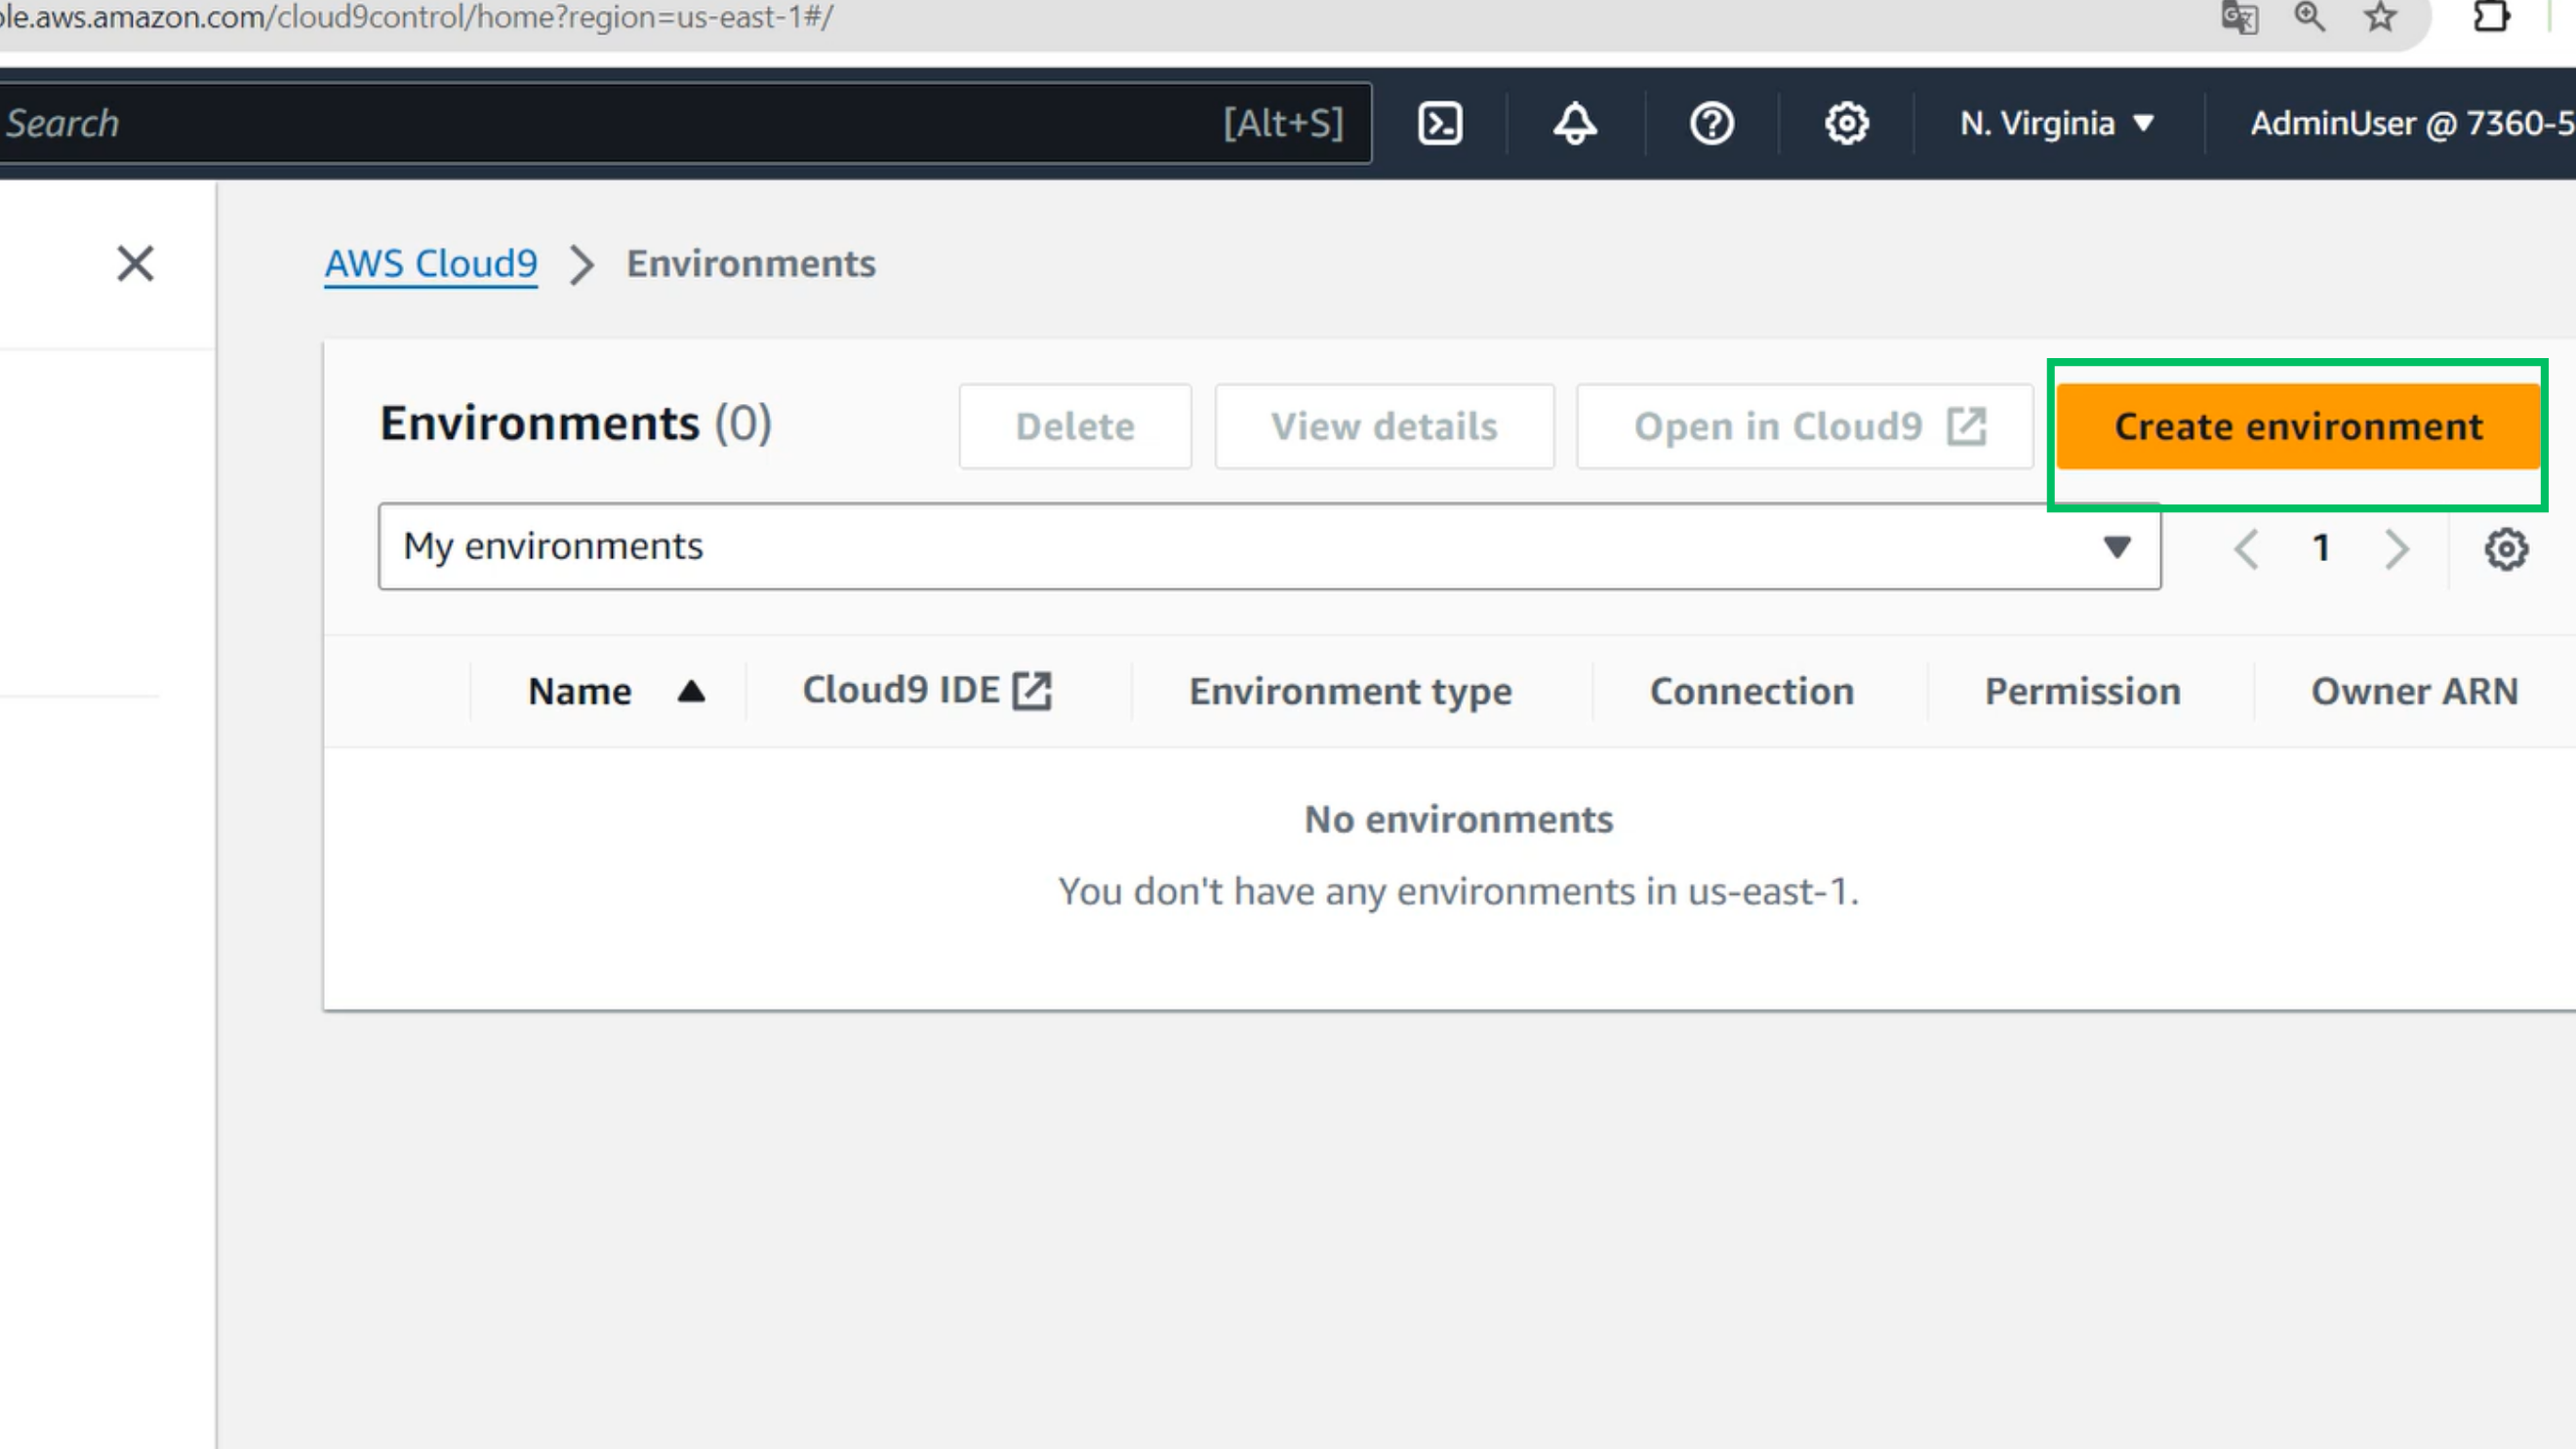 ole.aws.amazon.com/cloud9control/home?region=us-east-1#/
Search [Alt+S] N. Virginia ▼ AdminUser @ 7360-5
AWS Cloud9 > Environments
Environments (0) Delete View details Open in Cloud9 Create environment
My environments 1
Name Cloud9 IDE Environment type Connection Permission Owner ARN
No environments
You don't have any environments in us-east-1.